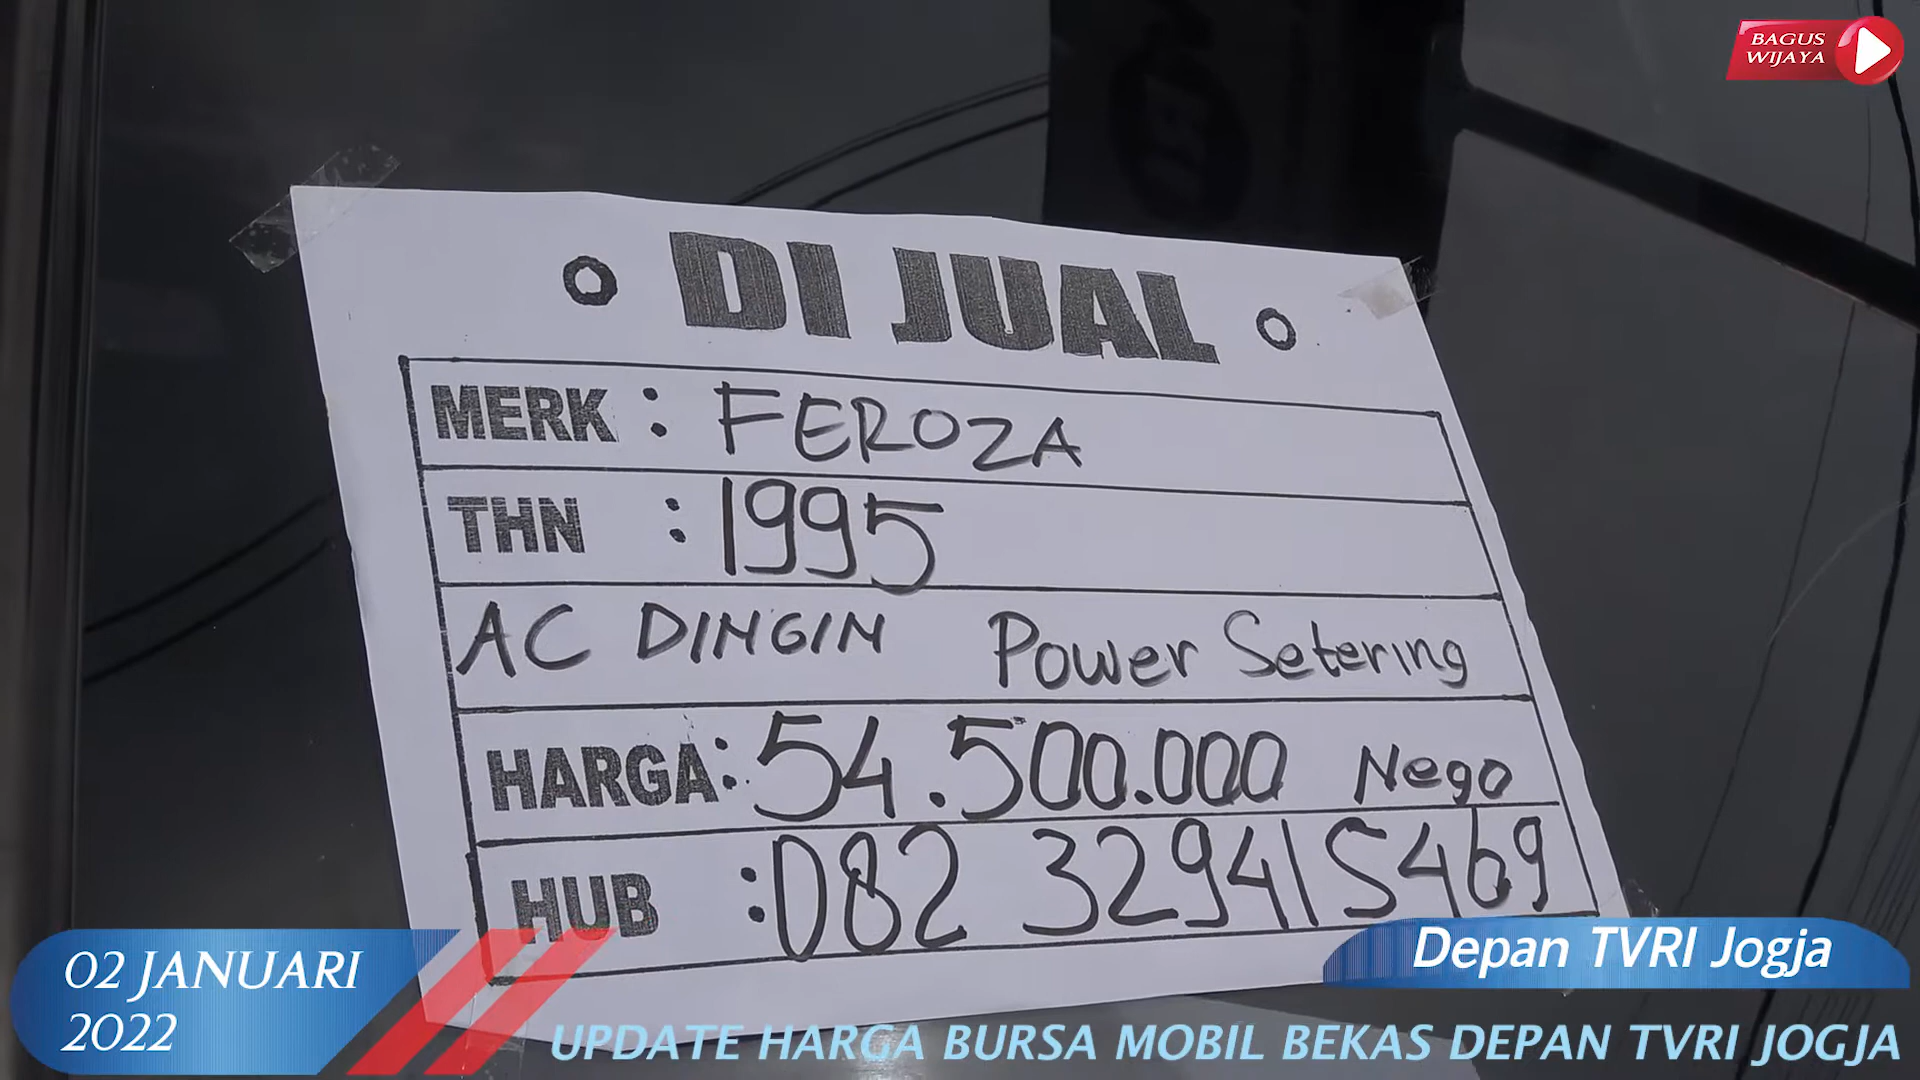 BAGUS
WIJAYA
DI JUAL
MERK : FEROZA
THN : 1995
AC DINGIN Power Setering
HARGA: 54.500.000 Nego
HUB : 082 329415469
Depan TVRI Jogja
02 JANUARI
2022
UPDATE HARGA BURSA MOBIL BEKAS DEPAN TVRI JOGJA